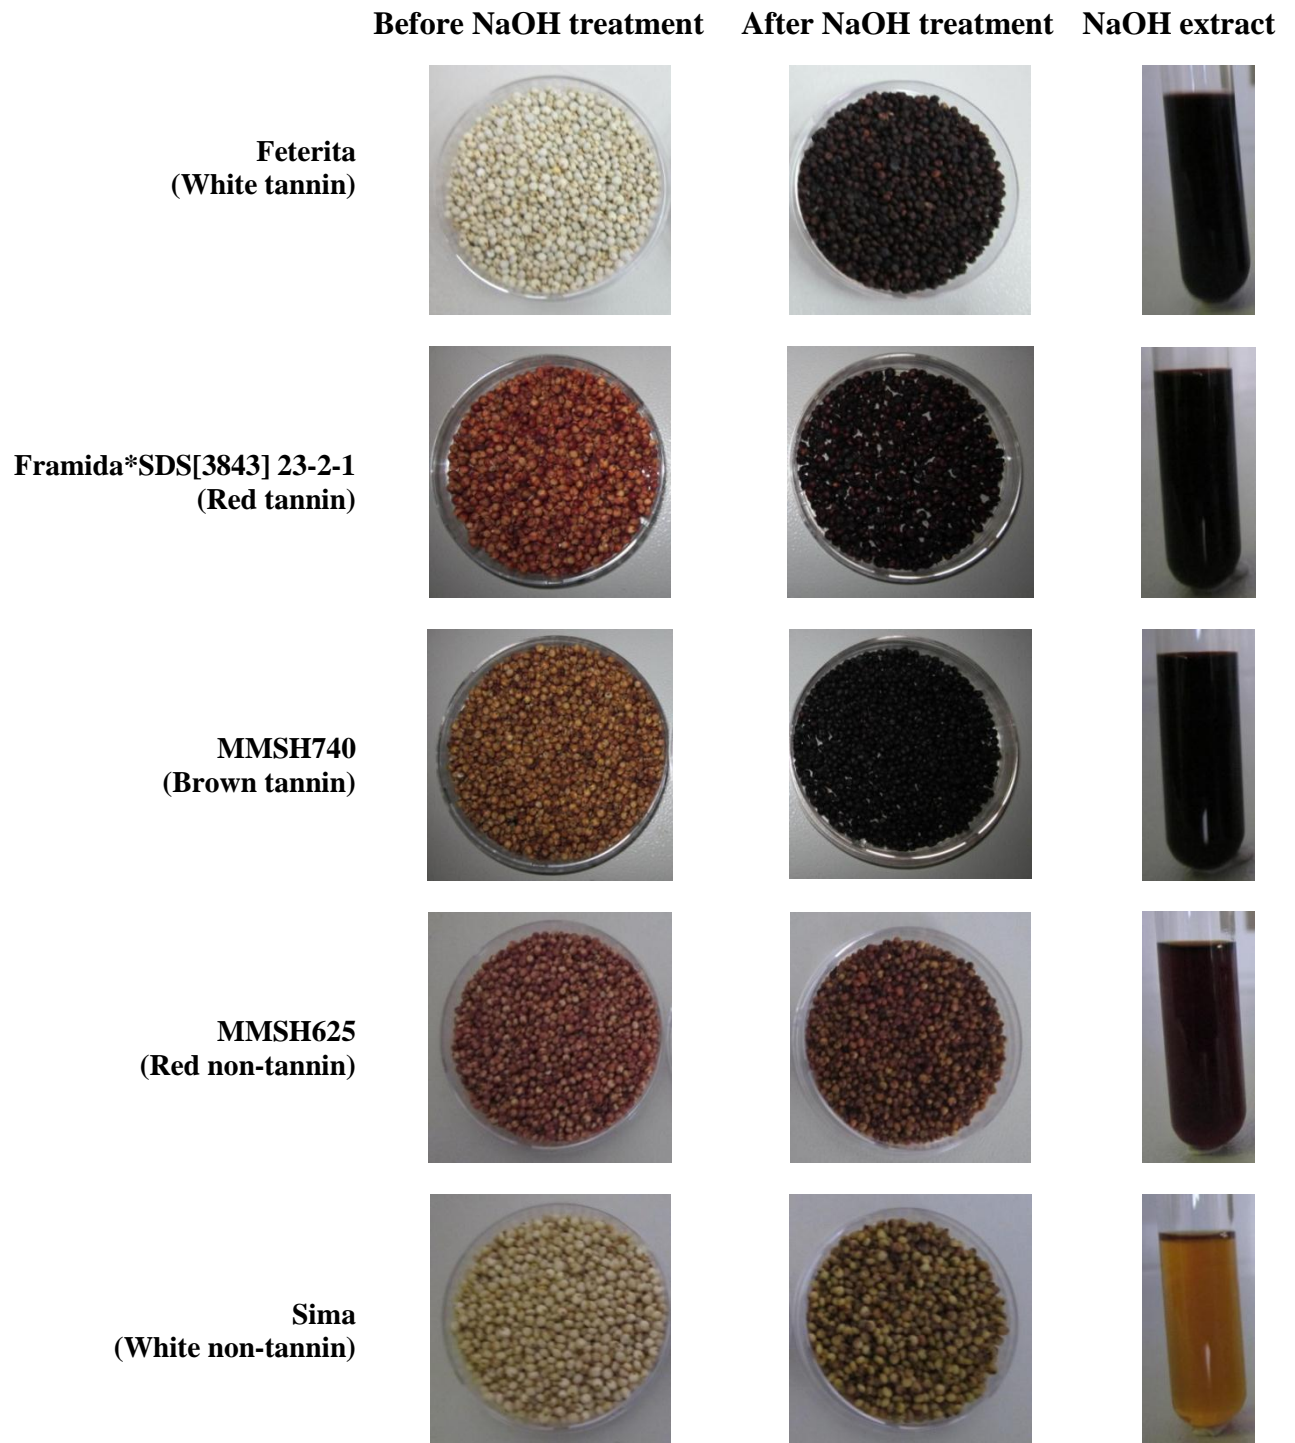 Before NaOH treatment After NaOH treatment NaOH extract
Feterita
(White tannin)
Framida*SDS[3843] 23-2-1
(Red tannin)
MMSH740
(Brown tannin)
MMSH625
(Red non-tannin)
Sima
(White non-tannin)